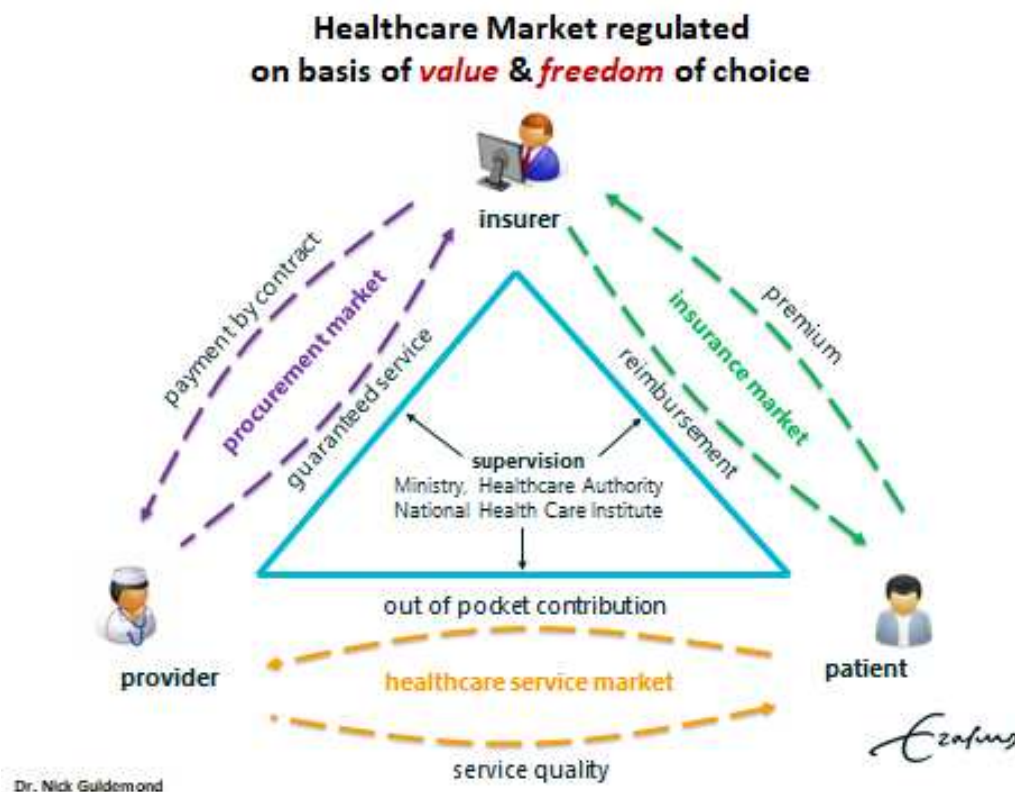 Healthcare Market regulated
on basis of value & freedom of choice
insurer
payment by contract
procurement market
guaranteed service
premium
insurance market
reimbursement
supervision
Ministry, Healthcare Authority
National Health Care Institute
out of pocket contribution
provider
healthcare service market
patient
service quality
Erasmus
Dr. Nick Guldemond